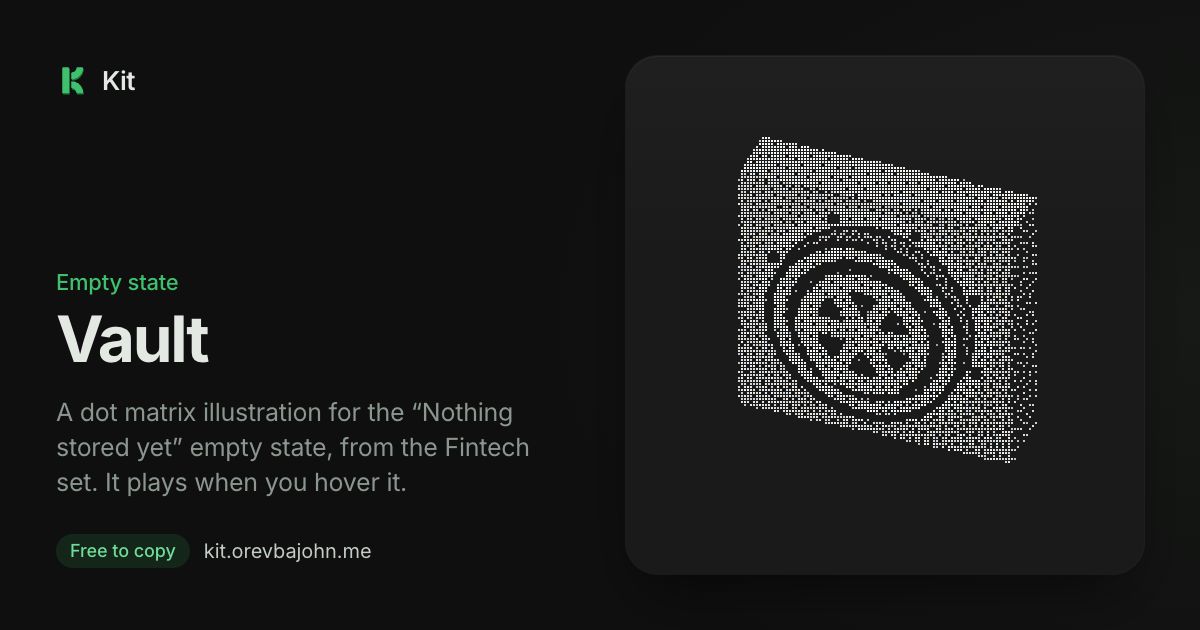 Kit
Empty state
Vault
A dot matrix illustration for the “Nothing
stored yet” empty state, from the Fintech
set. It plays when you hover it.
Free to copy
kit.orevbajohn.me